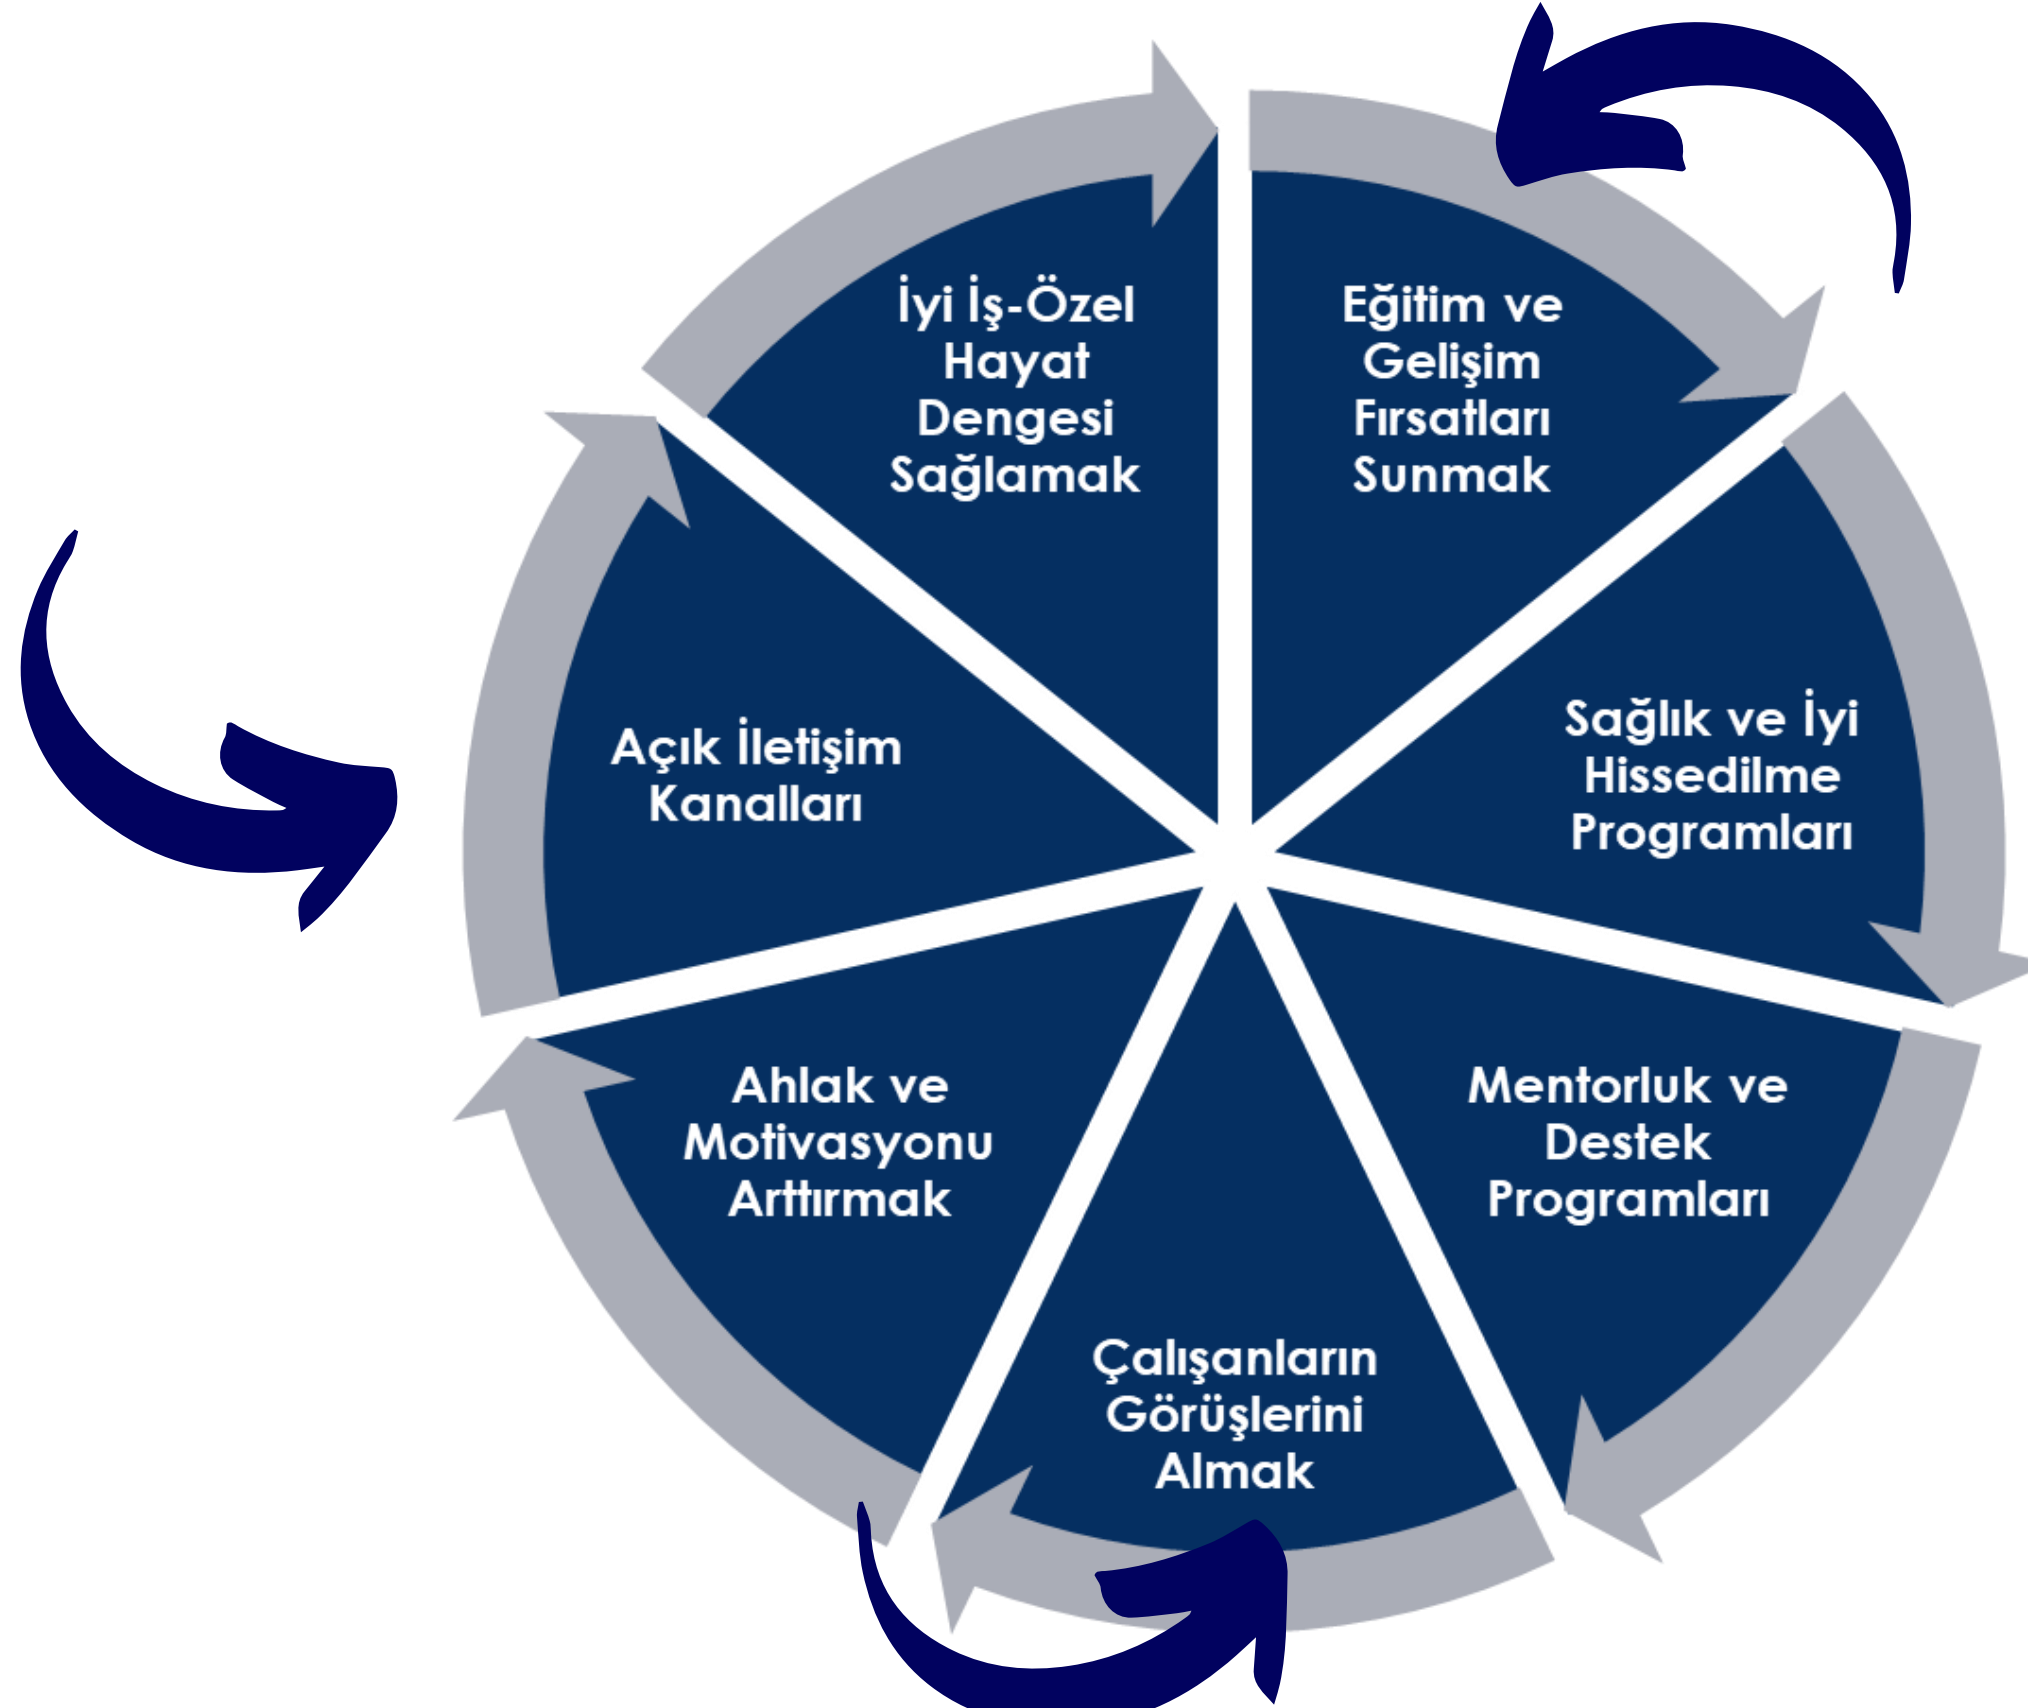 İyi İş-Özel
Hayat
Dengesi
Sağlamak
Eğitim ve
Gelişim
Fırsatları
Sunmak
Sağlık ve İyi
Hissedilme
Programları
Mentorluk ve
Destek
Programları
Çalışanların
Görüşlerini
Almak
Ahlak ve
Motivasyonu
Arttırmak
Açık İletişim
Kanalları